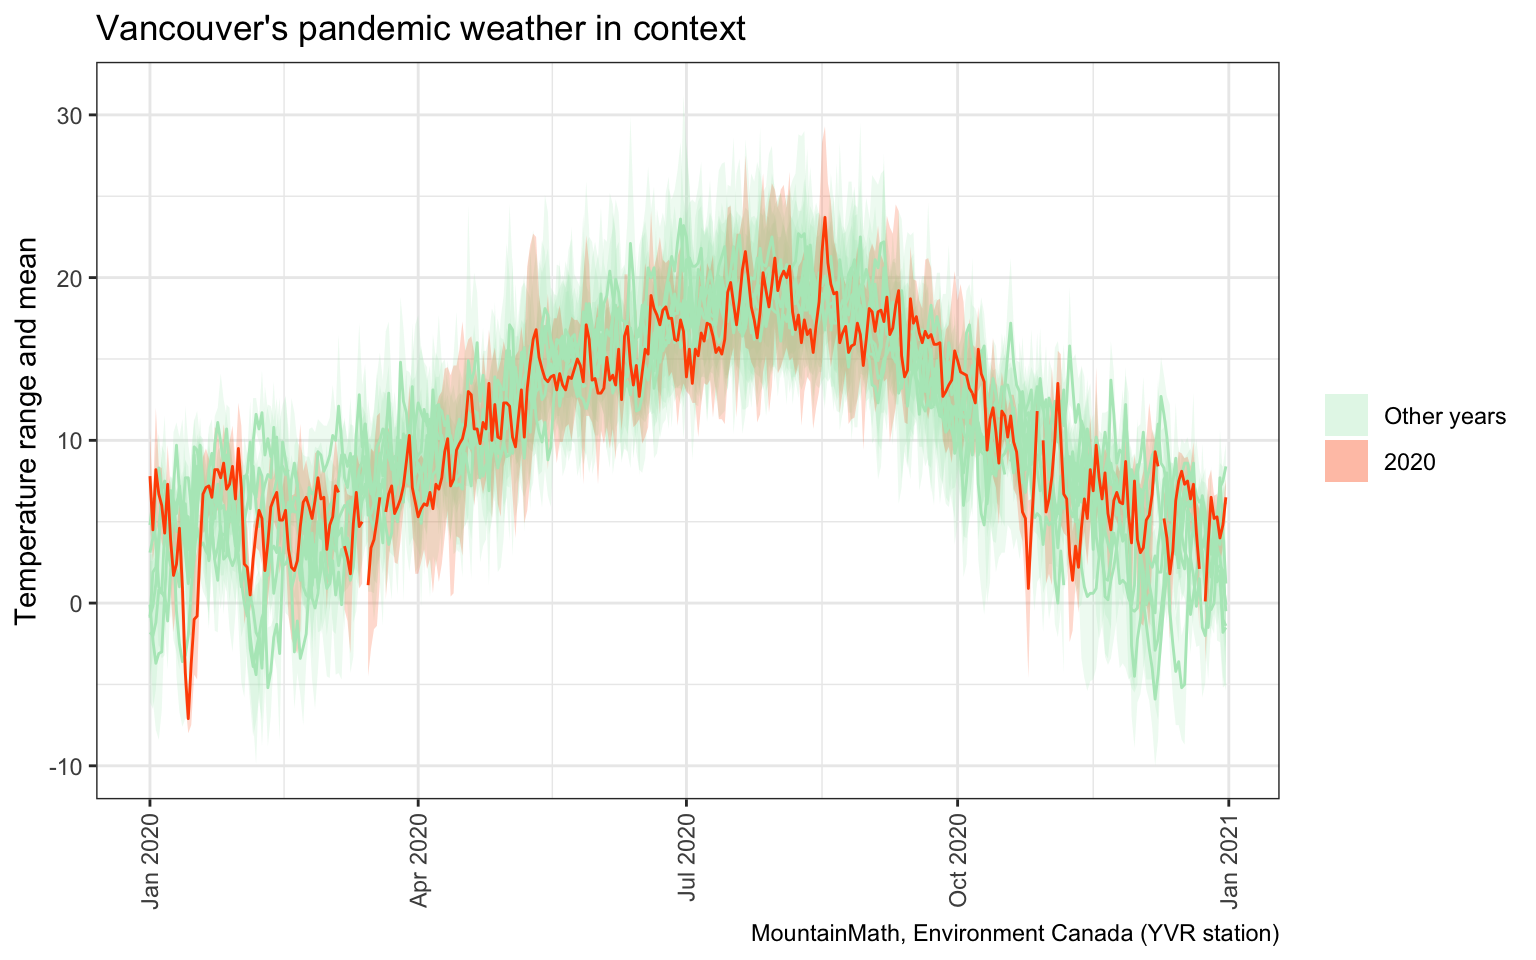 Vancouver's pandemic weather in context
Temperature range and mean
30
20
10
0
-10
Jan 2020
Apr 2020
Jul 2020
Oct 2020
Jan 2021
Other years
2020
MountainMath, Environment Canada (YVR station)